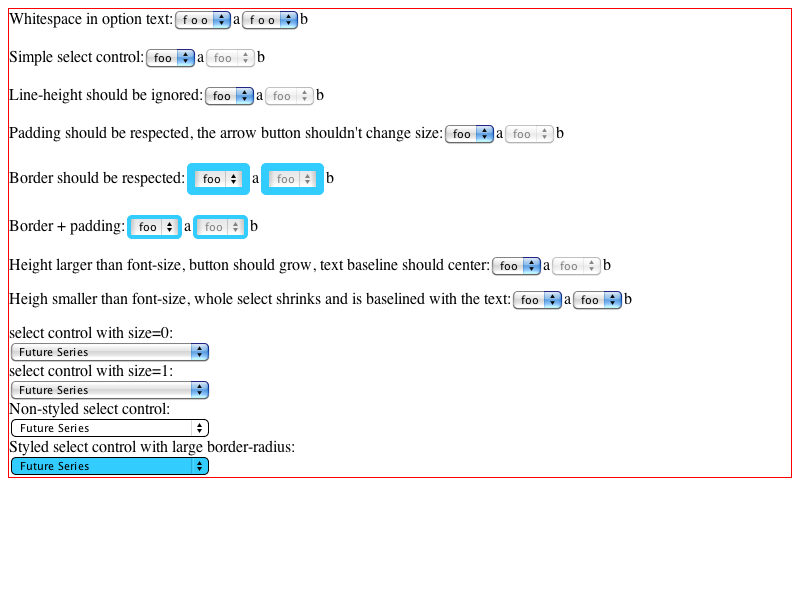 Whitespace in option text: f o o a f o o b
Simple select control: foo a foo b
Line-height should be ignored: foo a foo b
Padding should be respected, the arrow button shouldn't change size: foo a foo b
Border should be respected: foo a foo b
Border + padding: foo a foo b
Height larger than font-size, button should grow, text baseline should center: foo a foo b
Heigh smaller than font-size, whole select shrinks and is baselined with the text: foo a foo b
select control with size=0:
Future Series
select control with size=1:
Future Series
Non-styled select control:
Future Series
Styled select control with large border-radius:
Future Series